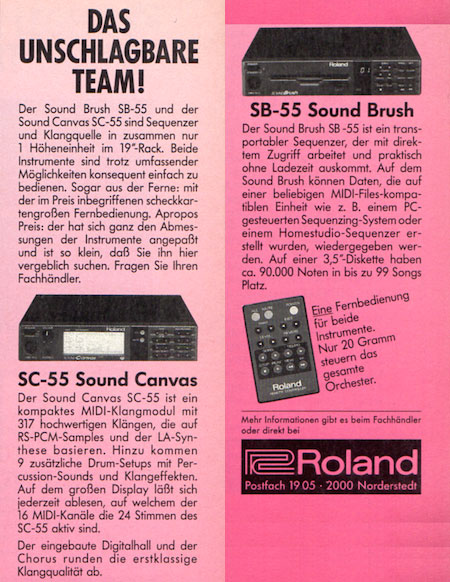 DAS
UNSCHLAGBARE
TEAM!
Der Sound Brush SB-55 und der
Sound Canvas SC-55 sind Sequenzer
und Klangquelle in zusammen nur
1 Höheneinheit im 19"-Rack. Beide
Instrumente sind trotz umfassender
Möglichkeiten konsequent einfach zu
bedienen. Sogar aus der Ferne: mit
der im Preis inbegriffenen scheckkar-
tengroßen Fernbedienung. Apropos
Preis: der hat sich ganz den Abmes-
sungen der Instrumente angepaßt
und ist so klein, daß Sie ihn hier
vergeblich suchen. Fragen Sie Ihren
Fachhändler.
Roland
SC-55 Sound Canvas
Der Sound Canvas SC-55 ist ein
kompaktes MIDI-Klangmodul mit
317 hochwertigen Klängen, die auf
RS-PCM-Samples und der LA-Syn-
these basieren. Hinzu kommen
9 zusätzliche Drum-Setups mit Per-
cussion-Sounds und Klangeffekten.
Auf dem großen Display läßt sich
jederzeit ablesen, auf welchem der
16 MIDI-Kanäle die 24 Stimmen des
SC-55 aktiv sind.
Der eingebaute Digitalhall und der
Chorus runden die erstklassige
Klangqualität ab.
Roland
SB-55 Sound Brush
Der Sound Brush SB-55 ist ein trans-
portabler Sequenzer, der mit direk-
tem Zugriff arbeitet und praktisch
ohne Ladezeit auskommt. Auf dem
Sound Brush können Daten, die auf
einer beliebigen MIDI-Files-kompa-
tiblen Einheit wie z. B. einem PC-
gesteuerten Sequenzing-System oder
einem Homestudio-Sequenzer er-
stellt wurden, wiedergegeben wer-
den. Auf einer 3,5"-Diskette haben
ca. 90.000 Noten in bis zu 99 Songs
Platz.
Eine Fernbedienung
für beide
Instrumente.
Nur 20 Gramm
steuern das
gesamte
Orchester.
Roland
Mehr Informationen gibt es beim Fachhändler
oder direkt bei
Roland
Postfach 19 05 · 2000 Norderstedt